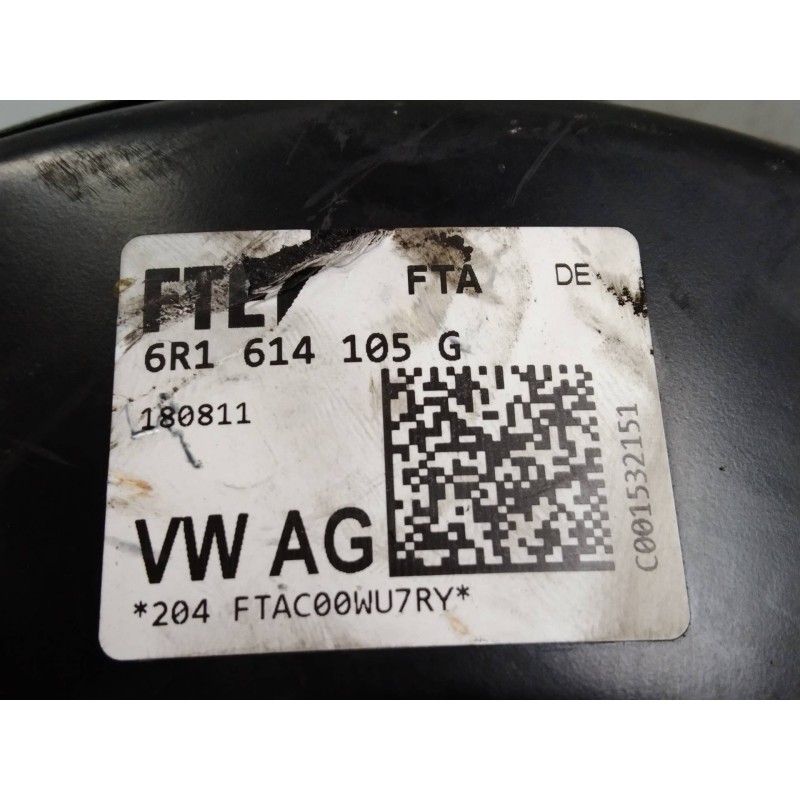 FTE FTA DE
6R1 614 105 G
180811
C001532151
VW AG
*204 FTAC00WU7RY*